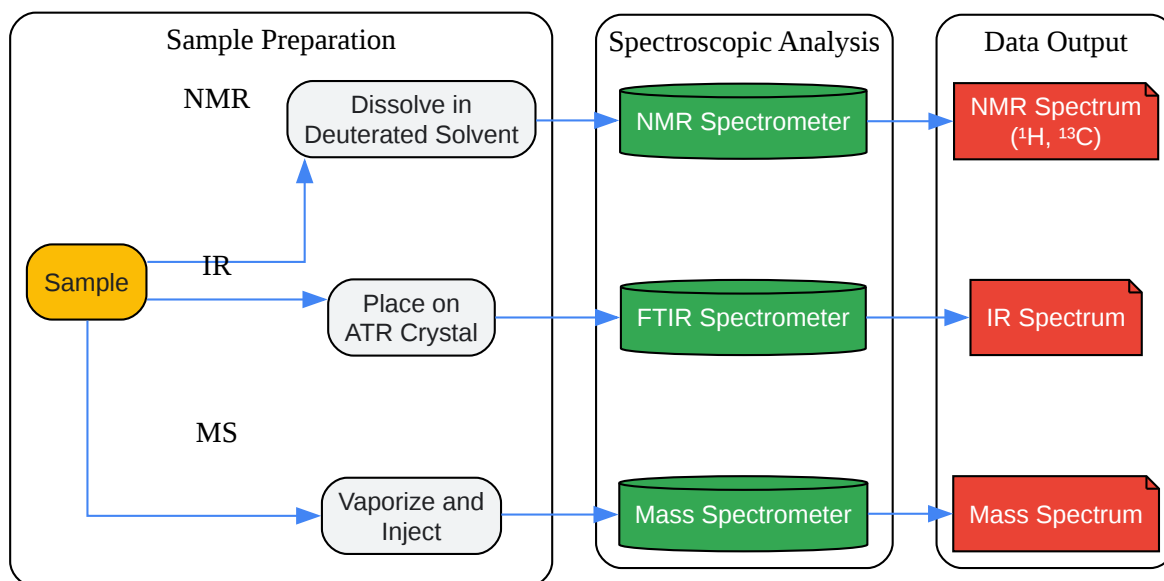 Sample Preparation
Spectroscopic Analysis
Data Output
NMR
Dissolve in
Deuterated Solvent
NMR Spectrometer
NMR Spectrum
(¹H, ¹³C)
Sample
IR
Place on
ATR Crystal
FTIR Spectrometer
IR Spectrum
MS
Vaporize and
Inject
Mass Spectrometer
Mass Spectrum